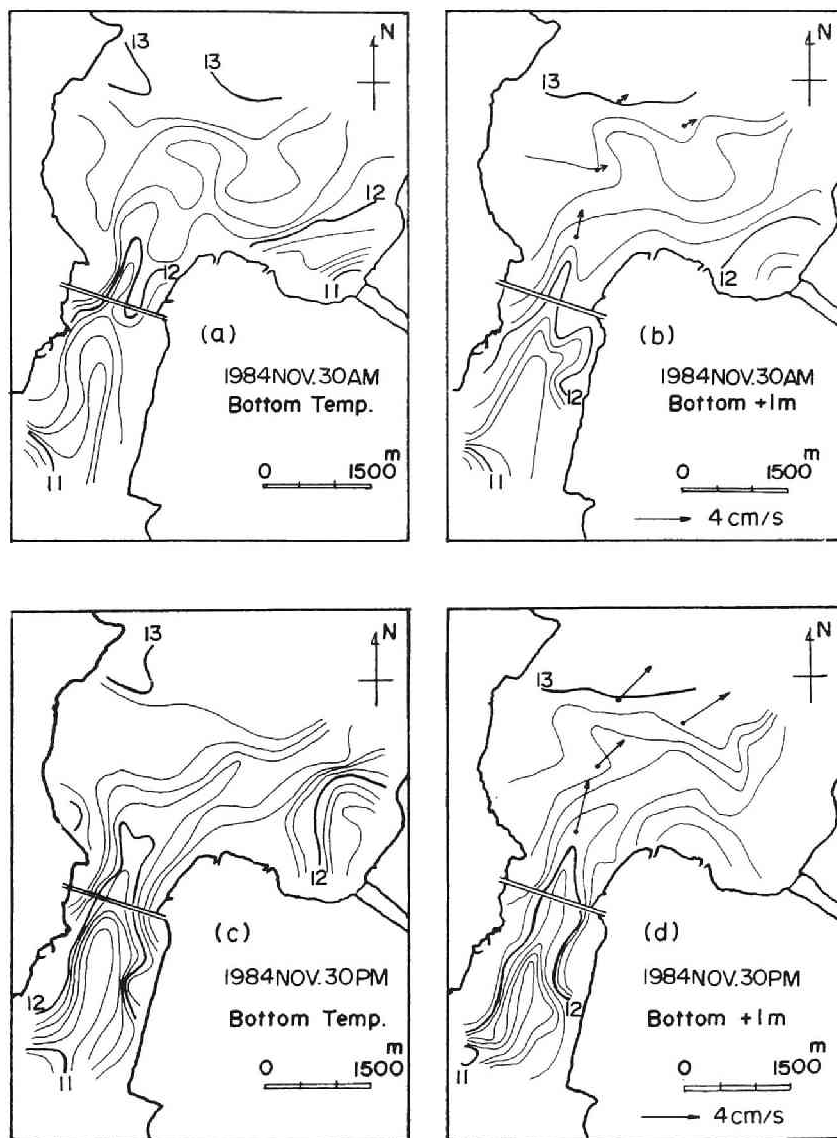 13
13
N
12
12
11
(a)
1984NOV.30AM
Bottom Temp.
m
0 1500
11
N
13
12
(b)
1984NOV.30AM
Bottom +1m
12
m
0 1500
4cm/s
11
N
13
12
(c)
1984NOV.30PM
Bottom Temp.
12
m
0 1500
11
N
13
(d)
1984NOV.30PM
Bottom +1m
12
m
0 1500
4cm/s
11